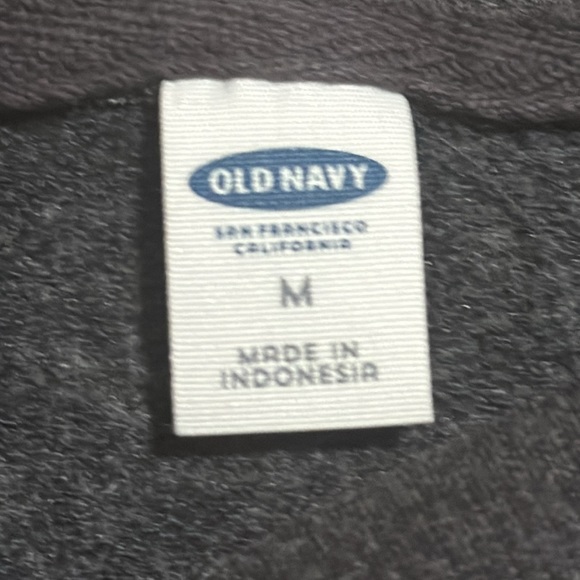 OLD NAVY
SAN FRANCISCO
CALIFORNIA
M
MADE IN
INDONESIA